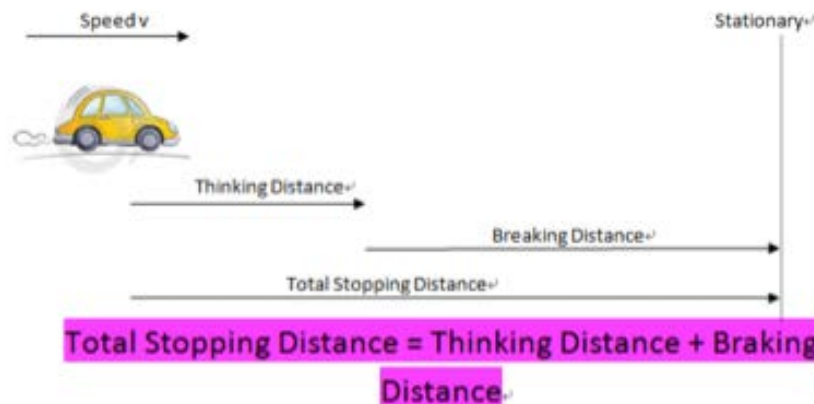 Speed v
Stationary
Thinking Distance
Breaking Distance
Total Stopping Distance
Total Stopping Distance = Thinking Distance + Braking
Distance